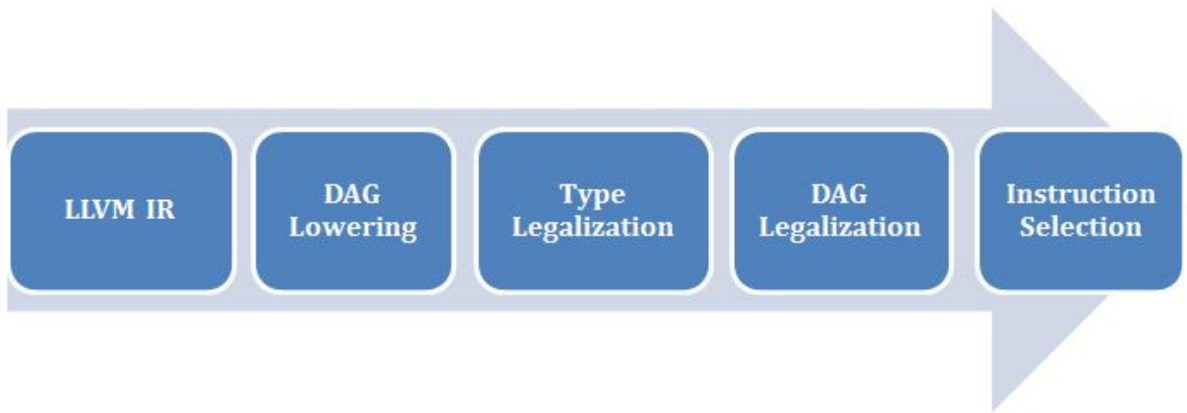 LLVM IR
DAG
Lowering
Type
Legalization
DAG
Legalization
Instruction
Selection